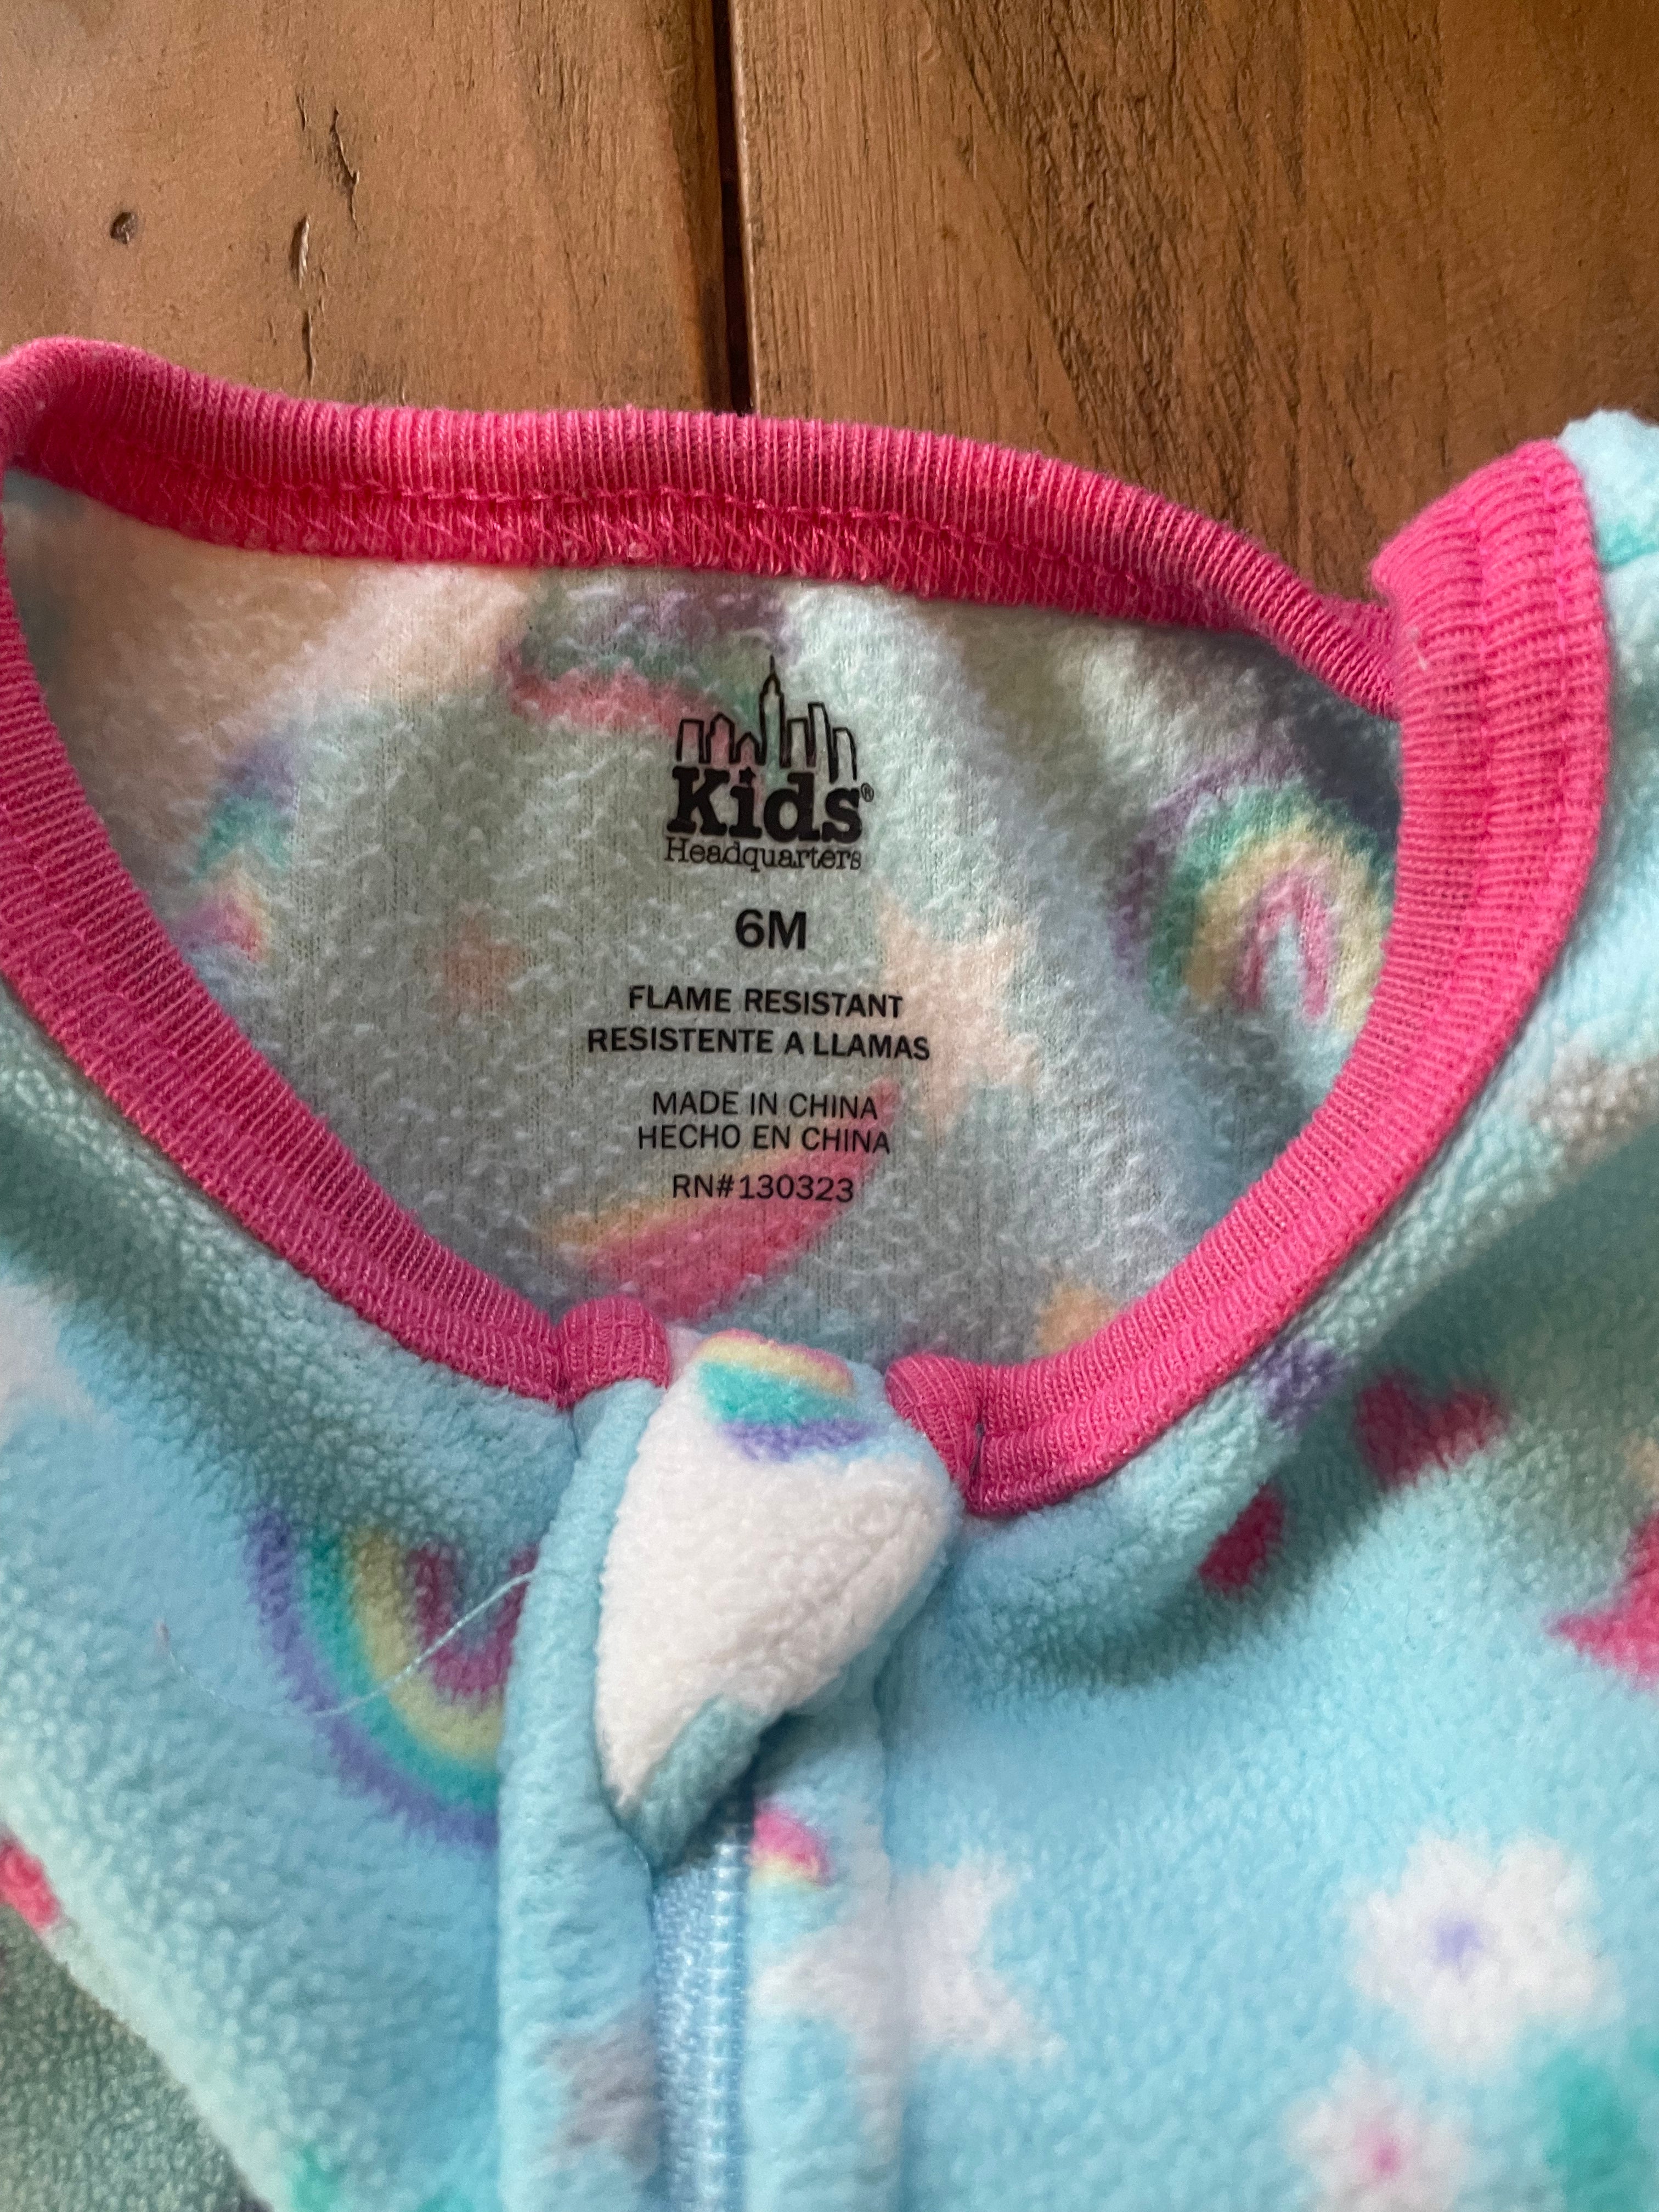 Kids®
Headquarters
6M
FLAME RESISTANT
RESISTENTE A LLAMAS
MADE IN CHINA
HECHO EN CHINA
RN#130323